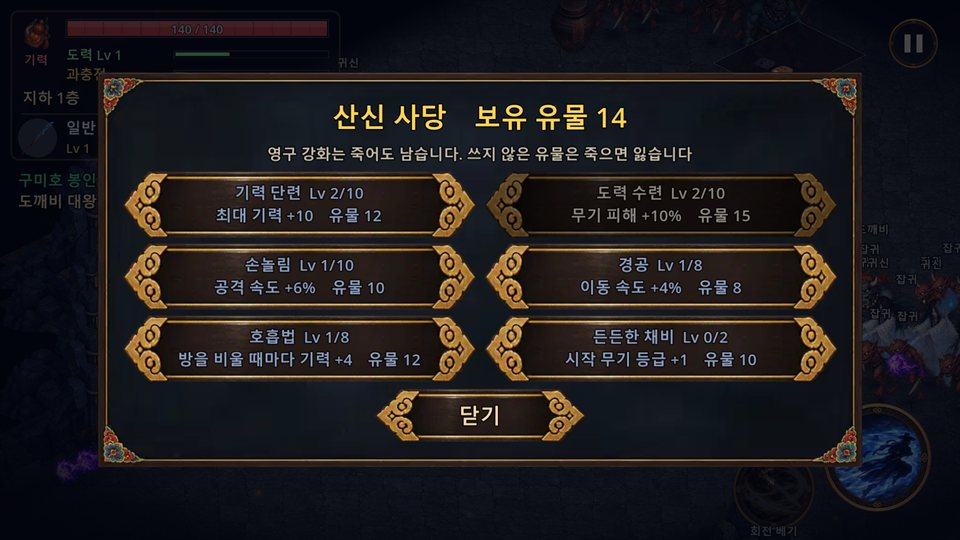 140 / 140
기력
도력 Lv 1
귀신
지하 1층
일반
Lv 1
구미호 봉인
도깨비 대왕
산신 사당 보유 유물 14
영구 강화는 죽어도 남습니다. 쓰지 않은 유물은 죽으면 잃습니다
기력 단련 Lv 2/10
최대 기력 +10 유물 12
도력 수련 Lv 2/10
무기 피해 +10% 유물 15
손놀림 Lv 1/10
공격 속도 +6% 유물 10
경공 Lv 1/8
이동 속도 +4% 유물 8
호흡법 Lv 1/8
방을 비울 때마다 기력 +4 유물 12
든든한 채비 Lv 0/2
시작 무기 등급 +1 유물 10
닫기
잡귀
잡귀
잡귀
회전 베기